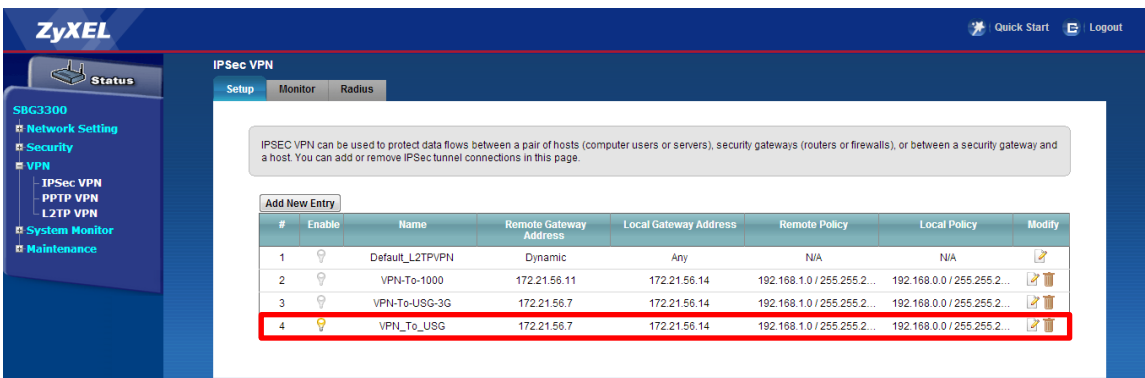 ZyXEL
Quick Start Logout
Status
SBG3300
Network Setting
Security
VPN
IPSec VPN
PPTP VPN
L2TP VPN
System Monitor
Maintenance
IPSec VPN
Setup Monitor Radius
IPSEC VPN can be used to protect data flows between a pair of hosts (computer users or servers), security gateways (routers or firewalls), or between a security gateway and
a host. You can add or remove IPSec tunnel connections in this page.
Add New Entry
# Enable Name Remote Gateway Address Local Gateway Address Remote Policy Local Policy Modify
1 Default_L2TPVPN Dynamic Any N/A N/A
2 VPN-To-1000 172.21.56.11 172.21.56.14 192.168.1.0 / 255.255.2... 192.168.0.0 / 255.255.2...
3 VPN-To-USG-3G 172.21.56.7 172.21.56.14 192.168.1.0 / 255.255.2... 192.168.0.0 / 255.255.2...
4 VPN_To_USG 172.21.56.7 172.21.56.14 192.168.1.0 / 255.255.2... 192.168.0.0 / 255.255.2...